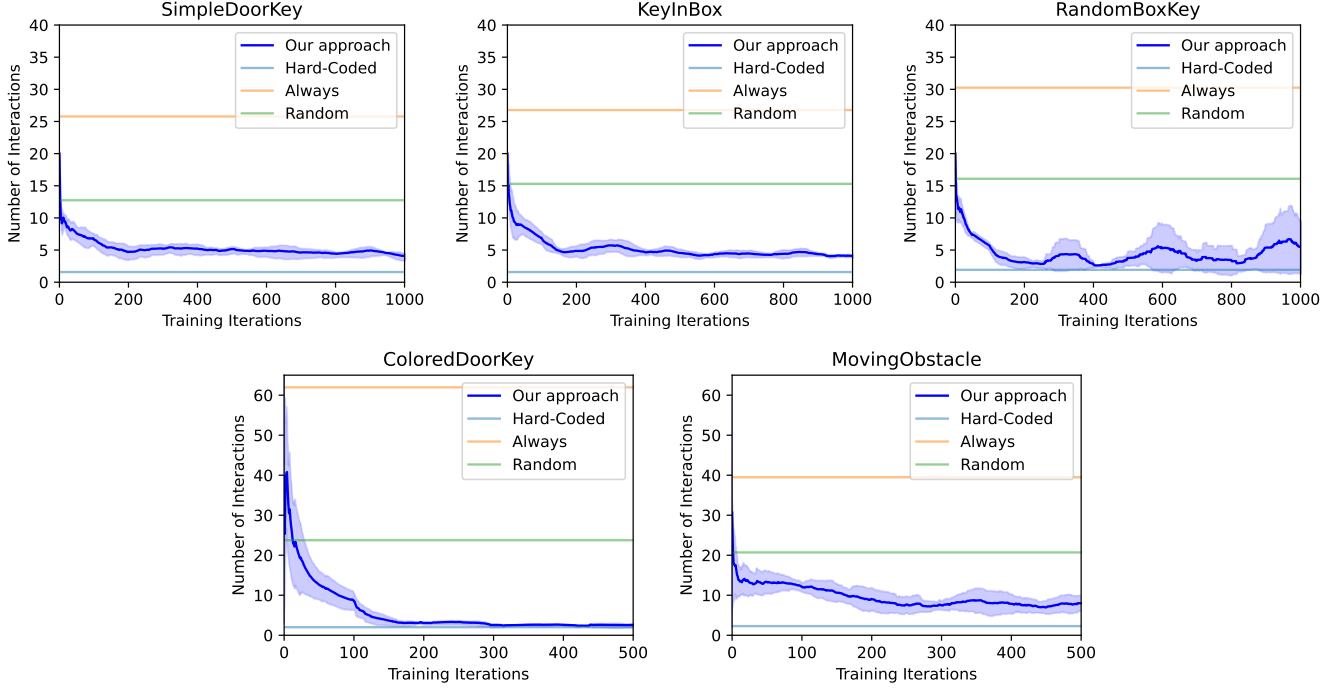 SimpleDoorKey
Number of Interactions
40
35
30
25
20
15
10
5
0
Our approach
Hard-Coded
Always
Random
0 200 400 600 800 1000
Training Iterations
KeyInBox
Number of Interactions
40
35
30
25
20
15
10
5
0
Our approach
Hard-Coded
Always
Random
0 200 400 600 800 1000
Training Iterations
RandomBoxKey
Number of Interactions
40
35
30
25
20
15
10
5
0
Our approach
Hard-Coded
Always
Random
0 200 400 600 800 1000
Training Iterations
ColoredDoorKey
Number of Interactions
60
50
40
30
20
10
0
Our approach
Hard-Coded
Always
Random
0 100 200 300 400 500
Training Iterations
MovingObstacle
Number of Interactions
60
50
40
30
20
10
0
Our approach
Hard-Coded
Always
Random
0 100 200 300 400 500
Training Iterations